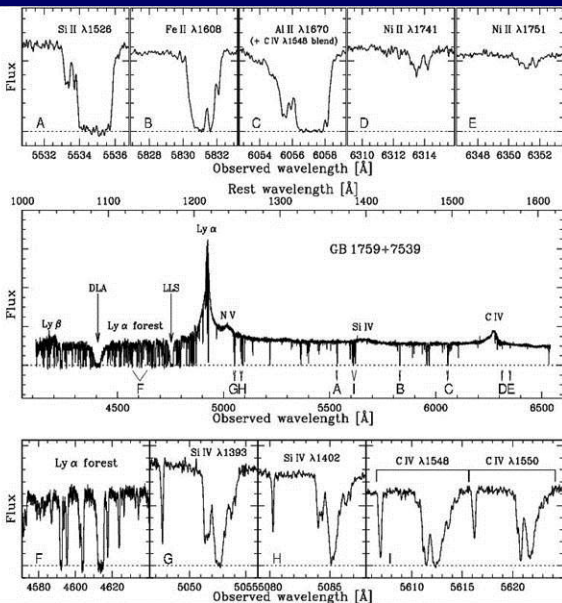 Si II λ1526
Fe II λ1608
Al II λ1670
(+ C IV λ1548 blend)
Ni II λ1741
Ni II λ1751
Flux
A
B
C
D
E
5532 5534 5536
5828 5830 5832
6054 6056 6058
6310 6312 6314
6348 6350 6352
Observed wavelength [Å]
Observed wavelength [Å]
Rest wavelength [Å]
1000 1100 1200 1300 1400 1500 1600
Ly α
GB 1759+7539
DLA
LLS
Ly β
Ly α forest
N V
Si IV
C IV
Flux
F
GH
A
I
B
C
DE
4500 5000 5500 6000 6500
Observed wavelength [Å]
Ly α forest
Si IV λ1393
Si IV λ1402
C IV λ1548
C IV λ1550
Flux
F
G
H
I
4580 4600 4620
5050 5055
5080 5085
5610 5615 5620
Observed wavelength [Å]
Observed wavelength [Å]